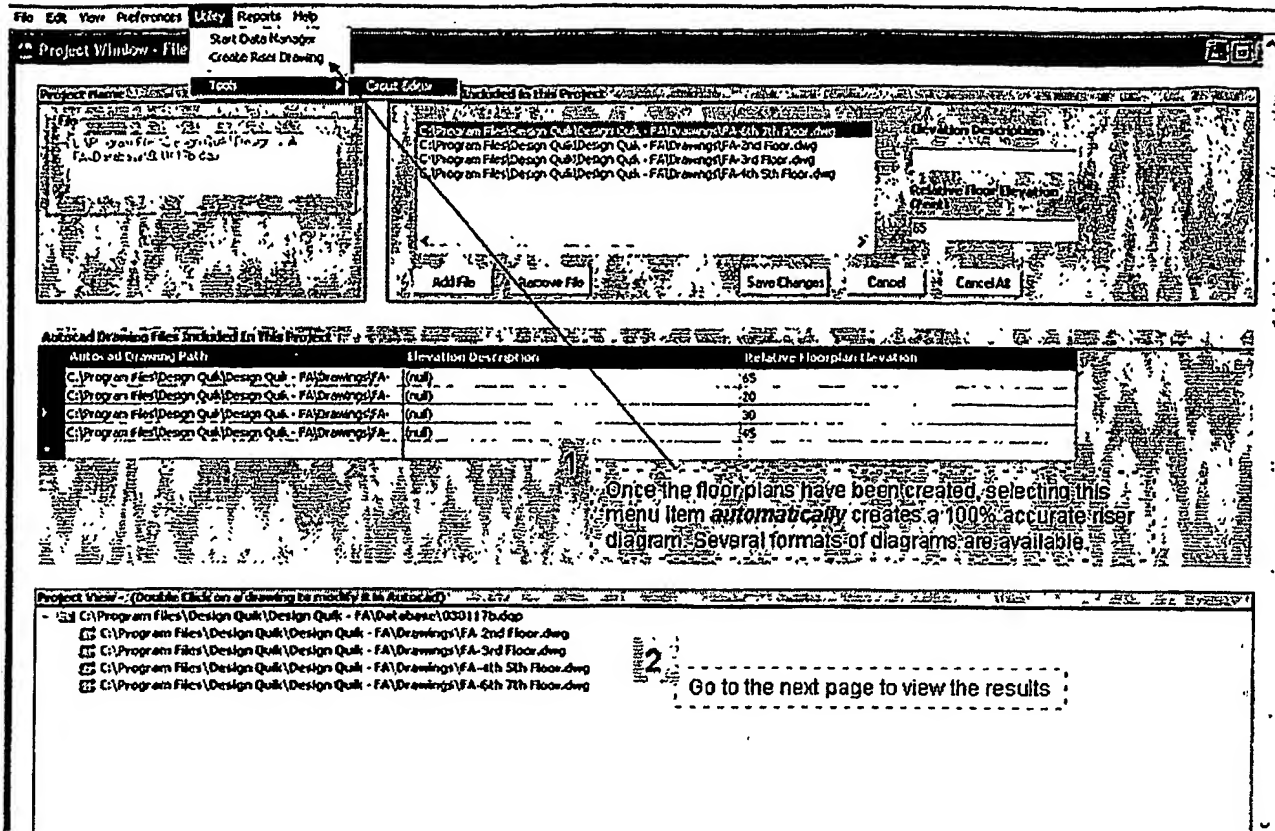 File Edit View Preferences Utility Reports Help
Start Data Manager
Create Riser Drawing
Tools
Circuit Editor
Project Window - File
Project Name
Included in this Project
File
C:\Program Files\Design Quik\Design Quik - FA\Drawings\FA-6th 7th Floor.dwg
C:\Program Files\Design Quik\Design Quik - FA\Drawings\FA-2nd Floor.dwg
C:\Program Files\Design Quik\Design Quik - FA\Drawings\FA-3rd Floor.dwg
C:\Program Files\Design Quik\Design Quik - FA\Drawings\FA-4th 5th Floor.dwg
Elevation Description
Relative Floor Elevation
(Feet)
65
Add File Remove File Save Changes Cancel Cancel All
Autocad Drawing Files Included In This Project
Autocad Drawing Path Elevation Description Relative Floorplan Elevation
C:\Program Files\Design Quik\Design Quik - FA\Drawings\FA- (null) 65
C:\Program Files\Design Quik\Design Quik - FA\Drawings\FA- (null) 20
C:\Program Files\Design Quik\Design Quik - FA\Drawings\FA- (null) 30
C:\Program Files\Design Quik\Design Quik - FA\Drawings\FA- (null) 45
1
Once the floor plans have been created, selecting this
menu item automatically creates a 100% accurate riser
diagram. Several formats of diagrams are available.
Project View - (Double Click on a drawing to modify it in Autocad)
C:\Program Files\Design Quik\Design Quik - FA\Database\030117b.dqp
C:\Program Files\Design Quik\Design Quik - FA\Drawings\FA-2nd Floor.dwg
C:\Program Files\Design Quik\Design Quik - FA\Drawings\FA-3rd Floor.dwg
C:\Program Files\Design Quik\Design Quik - FA\Drawings\FA-4th 5th Floor.dwg
C:\Program Files\Design Quik\Design Quik - FA\Drawings\FA-6th 7th Floor.dwg
2
Go to the next page to view the results